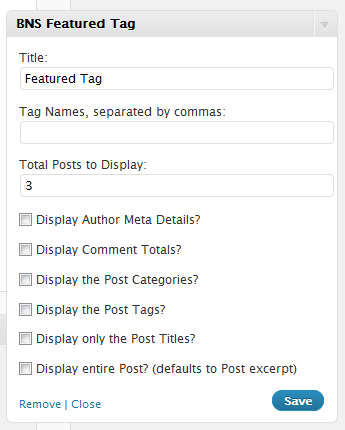 BNS Featured Tag
Title:
Featured Tag
Tag Names, separated by commas:
Total Posts to Display:
3
Display Author Meta Details?
Display Comment Totals?
Display the Post Categories?
Display the Post Tags?
Display only the Post Titles?
Display entire Post? (defaults to Post excerpt)
Remove | Close Save